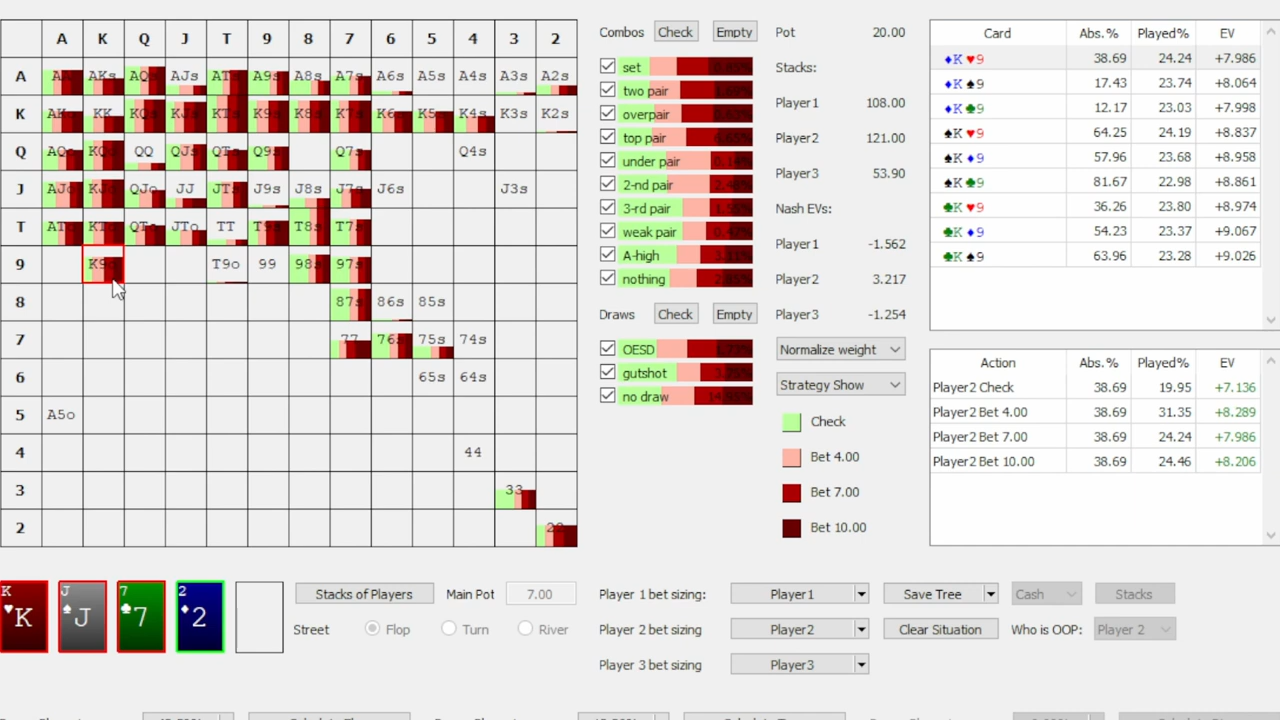 A K Q J T 9 8 7 6 5 4 3 2
A AKs AQs AJs ATs A9s A8s A7s A6s A5s A4s A3s A2s
K AKo KK KQs KJs KTs K9s K8s K7s K6s K5s K4s K3s K2s
Q AQo KQo QQ QJs QTs Q9s Q7s Q4s
J AJo KJo QJo JJ JTs J9s J8s J7s J6s J3s
T ATo KTo QTo JTo TT T9s T8s T7s
9 K9o T9o 99 98s 97s
8 87s 86s 85s
7 77 76s 75s 74s
6 65s 64s
5 A5o
4 44
3 33
2 22
Combos Check Empty
set
two pair
overpair
top pair
under pair
2-nd pair
3-rd pair
weak pair
A-high
nothing
Draws Check Empty
OESD
gutshot
no draw
Pot 20.00
Stacks:
Player1 108.00
Player2 121.00
Player3 53.90
Nash EVs:
Player1 -1.562
Player2 3.217
Player3 -1.254
Normalize weight
Strategy Show
Check
Bet 4.00
Bet 7.00
Bet 10.00
Card Abs. % Played% EV
♦K ♥9 38.69 24.24 +7.986
♦K ♠9 17.43 23.74 +8.064
♦K ♣9 12.17 23.03 +7.998
♠K ♥9 64.25 24.19 +8.837
♠K ♦9 57.96 23.68 +8.958
♠K ♣9 81.67 22.98 +8.861
♣K ♥9 36.26 23.80 +8.974
♣K ♦9 54.23 23.37 +9.067
♣K ♠9 63.96 23.28 +9.026
Action Abs. % Played% EV
Player2 Check 38.69 19.95 +7.136
Player2 Bet 4.00 38.69 31.35 +8.289
Player2 Bet 7.00 38.69 24.24 +7.986
Player2 Bet 10.00 38.69 24.46 +8.206
K ♥K
J ♠J
7 ♣7
2 ♦2
Stacks of Players Main Pot 7.00
Street Flop Turn River
Player 1 bet sizing: Player1
Player 2 bet sizing Player2
Player 3 bet sizing Player3
Save Tree Cash Stacks
Clear Situation Who is OOP: Player 2